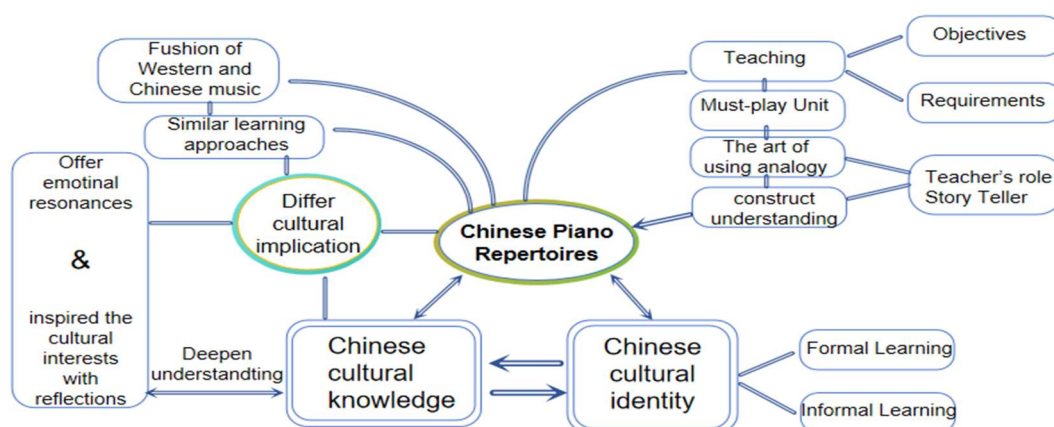 Fushion of
Western and
Chinese music
Similar learning
approaches
Offer
emotinal
resonances
&
inspired the
cultural
interests
with
reflections
Differ
cultural
implication
Chinese Piano
Repertoires
Teaching
Objectives
Requirements
Must-play Unit
The art of
using analogy
construct
understanding
Teacher's role
Story Teller
Deepen
understandting
Chinese
cultural
knowledge
Chinese
cultural
identity
Formal Learning
Informal Learning